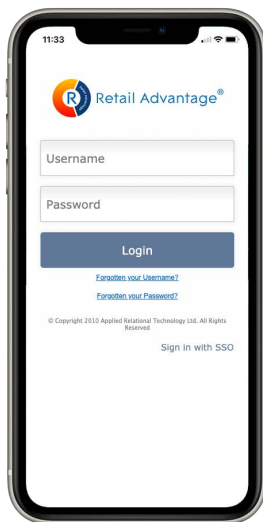 11:33
Retail Advantage®
Username
Password
Login
Forgotten your Username?
Forgotten your Password?
© Copyright 2010 Applied Relational Technology Ltd. All Rights
Reserved
Sign in with SSO